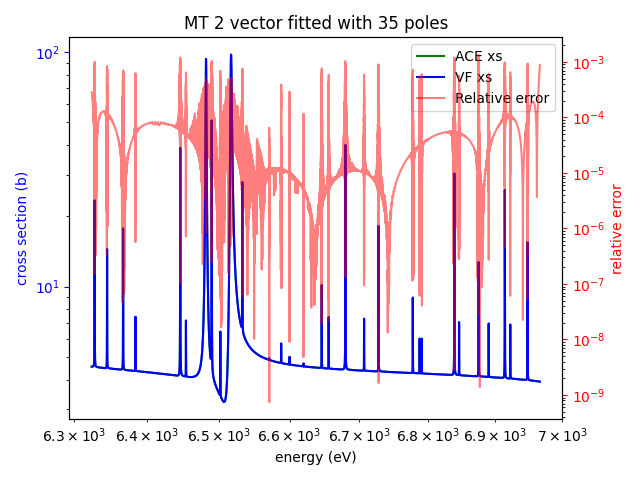 MT 2 vector fitted with 35 poles
ACE xs
VF xs
Relative error
10²
10¹
cross section (b)
10⁻³
10⁻⁴
10⁻⁵
10⁻⁶
10⁻⁷
10⁻⁸
10⁻⁹
relative error
6.3 × 10³ 6.4 × 10³ 6.5 × 10³ 6.6 × 10³ 6.7 × 10³ 6.8 × 10³ 6.9 × 10³ 7 × 10³
energy (eV)